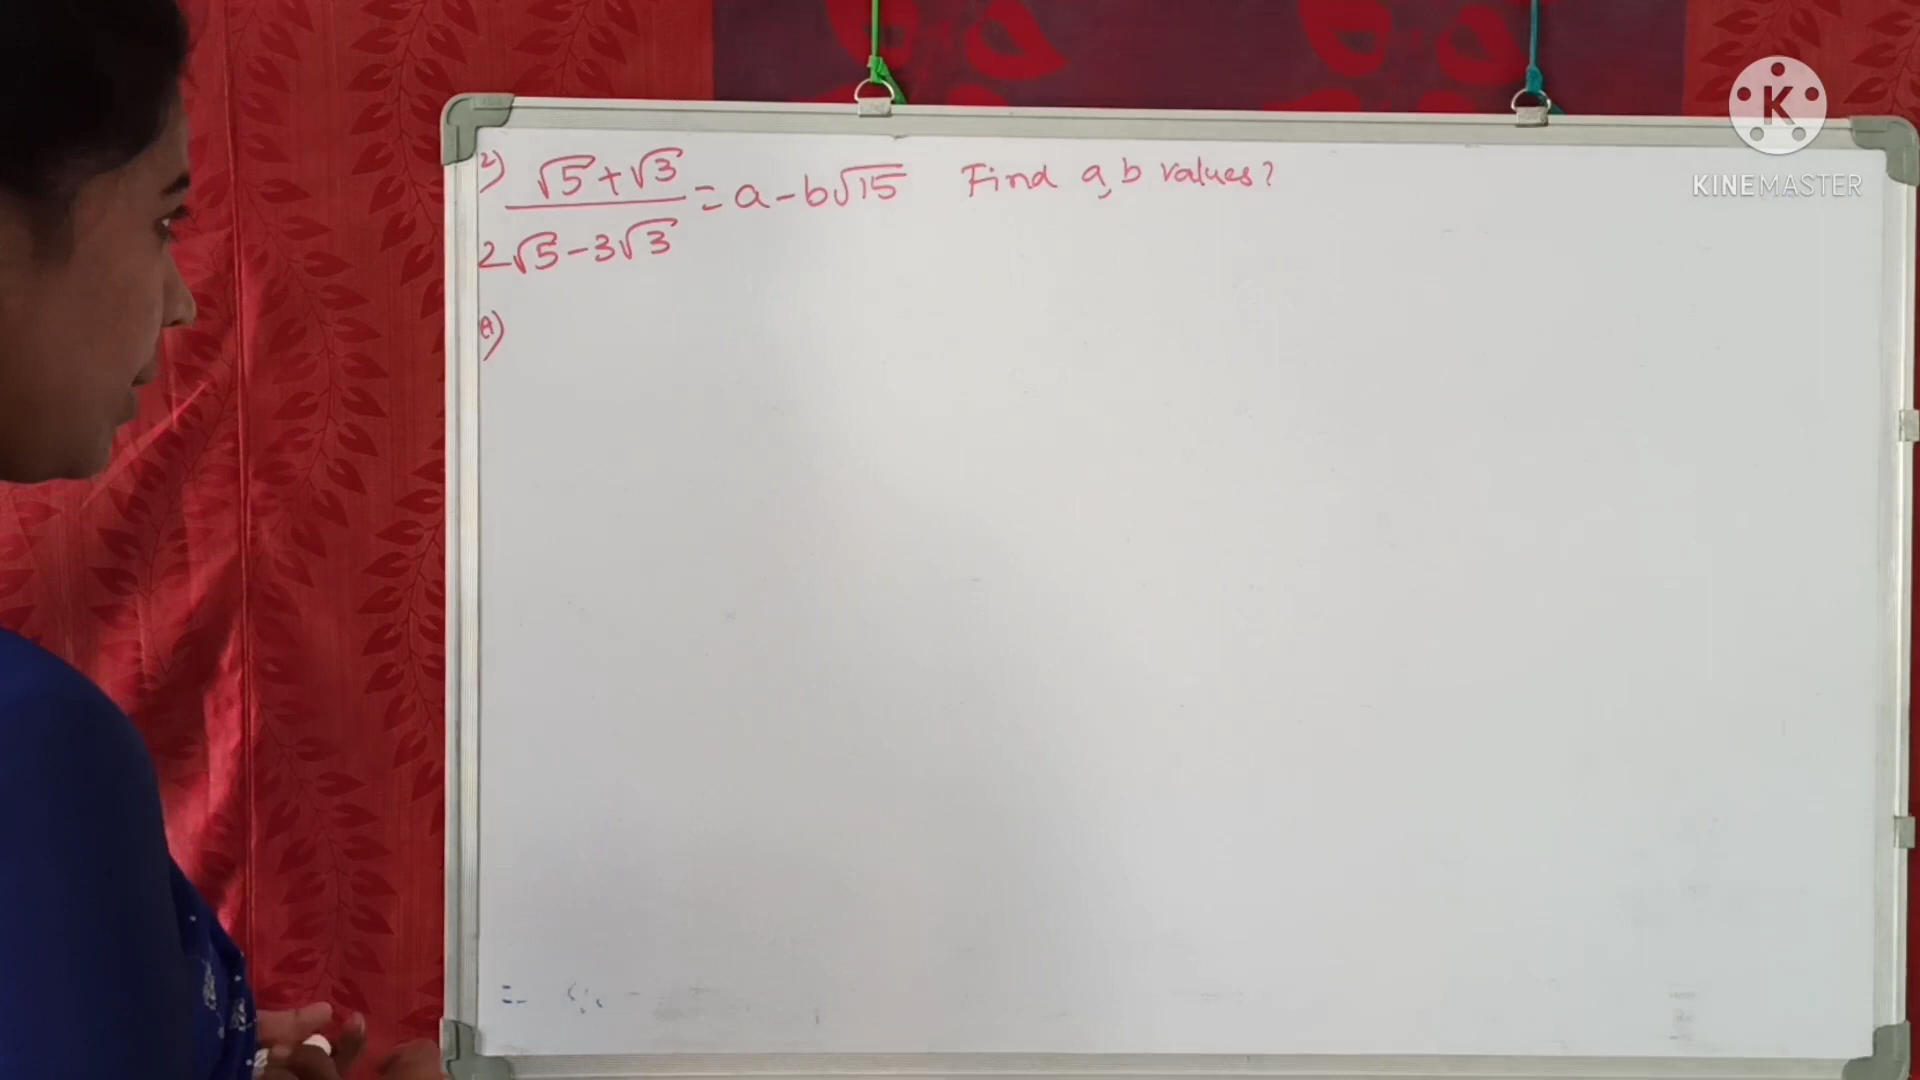 2) √5+√3 / 2√5-3√3 = a-b√15 Find a, b values?
A)
K
KINEMASTER